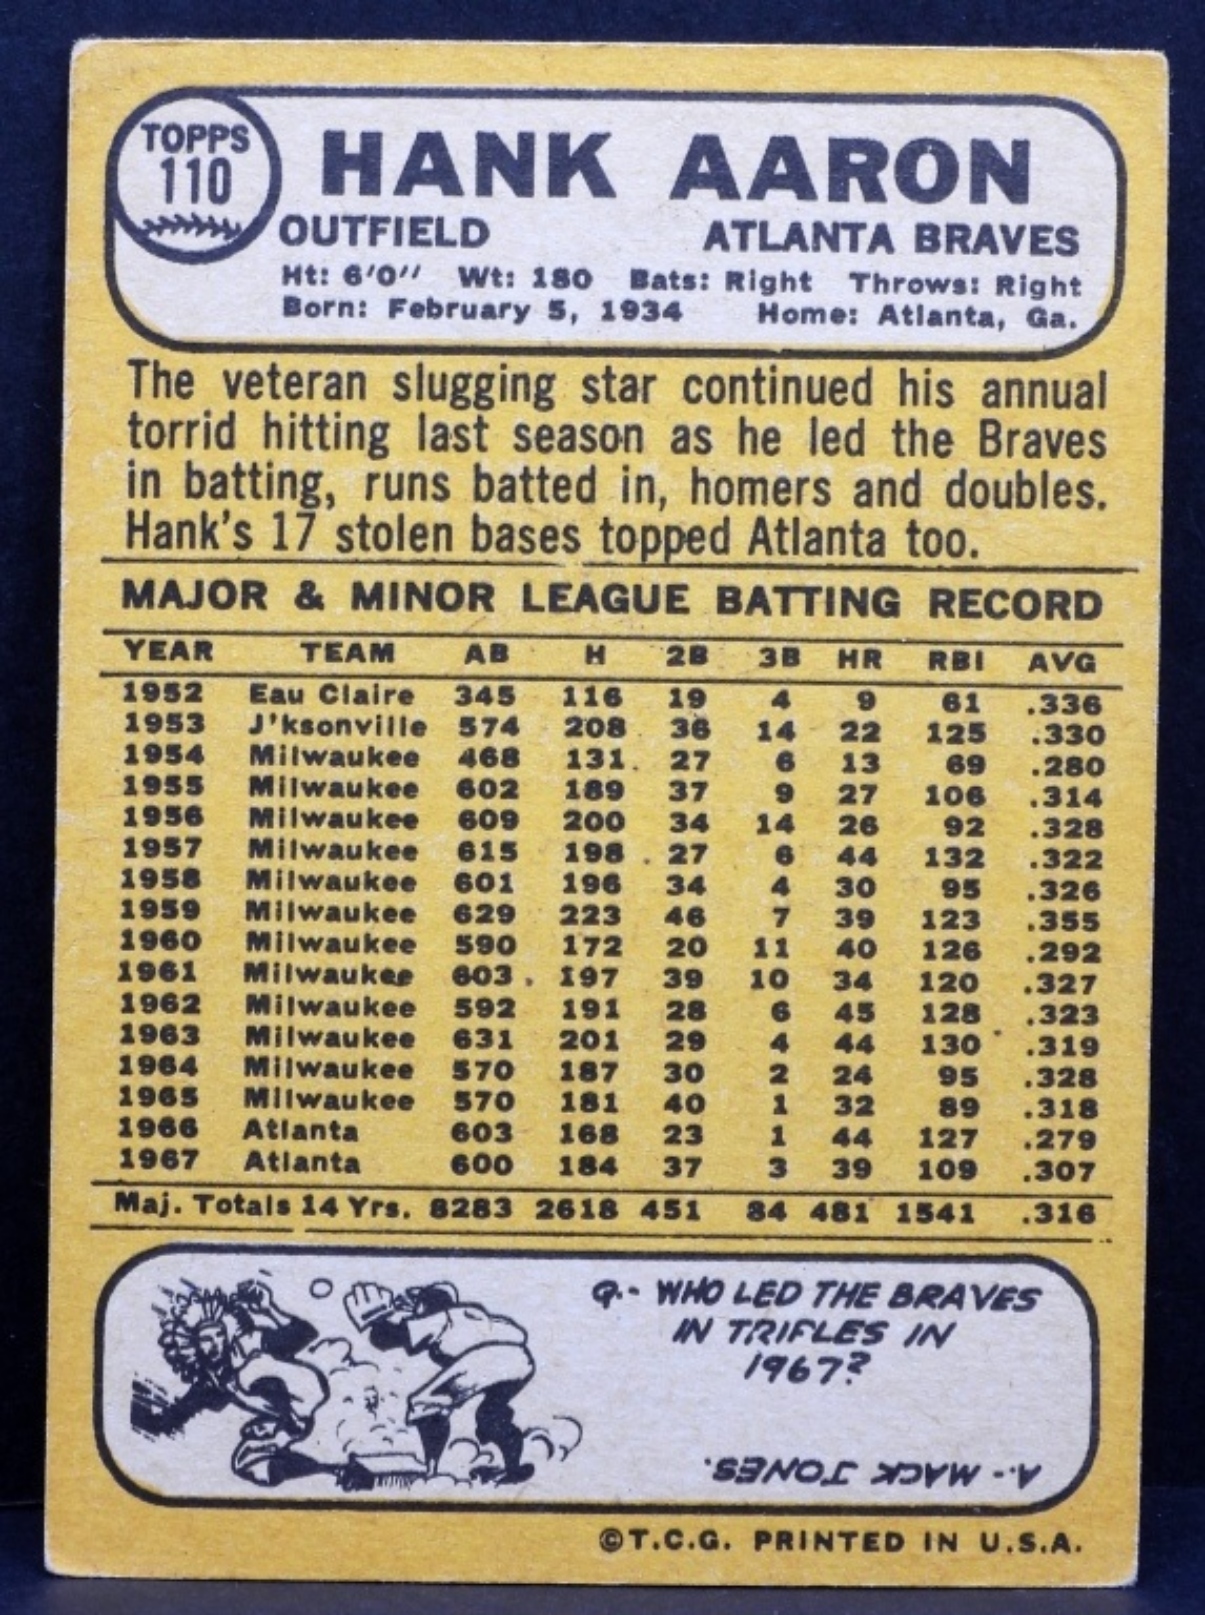 TOPPS
110
HANK AARON
OUTFIELD ATLANTA BRAVES
Ht: 6'0" Wt: 180 Bats: Right Throws: Right
Born: February 5, 1934 Home: Atlanta, Ga.
The veteran slugging star continued his annual
torrid hitting last season as he led the Braves
in batting, runs batted in, homers and doubles.
Hank's 17 stolen bases topped Atlanta too.
MAJOR & MINOR LEAGUE BATTING RECORD
YEAR TEAM AB H 2B 3B HR RBI AVG
1952 Eau Claire 345 116 19 4 9 61 .336
1953 J'ksonville 574 208 36 14 22 125 .330
1954 Milwaukee 468 131 27 6 13 69 .280
1955 Milwaukee 602 189 37 9 27 106 .314
1956 Milwaukee 609 200 34 14 26 92 .328
1957 Milwaukee 615 198 27 6 44 132 .322
1958 Milwaukee 601 196 34 4 30 95 .326
1959 Milwaukee 629 223 46 7 39 123 .355
1960 Milwaukee 590 172 20 11 40 126 .292
1961 Milwaukee 603 197 39 10 34 120 .327
1962 Milwaukee 592 191 28 6 45 128 .323
1963 Milwaukee 631 201 29 4 44 130 .319
1964 Milwaukee 570 187 30 2 24 95 .328
1965 Milwaukee 570 181 40 1 32 89 .318
1966 Atlanta 603 168 23 1 44 127 .279
1967 Atlanta 600 184 37 3 39 109 .307
Maj. Totals 14 Yrs. 8283 2618 451 84 481 1541 .316
Q.- WHO LED THE BRAVES
IN TRIFLES IN
1967?
A.- MACK JONES.
©T.C.G. PRINTED IN U.S.A.